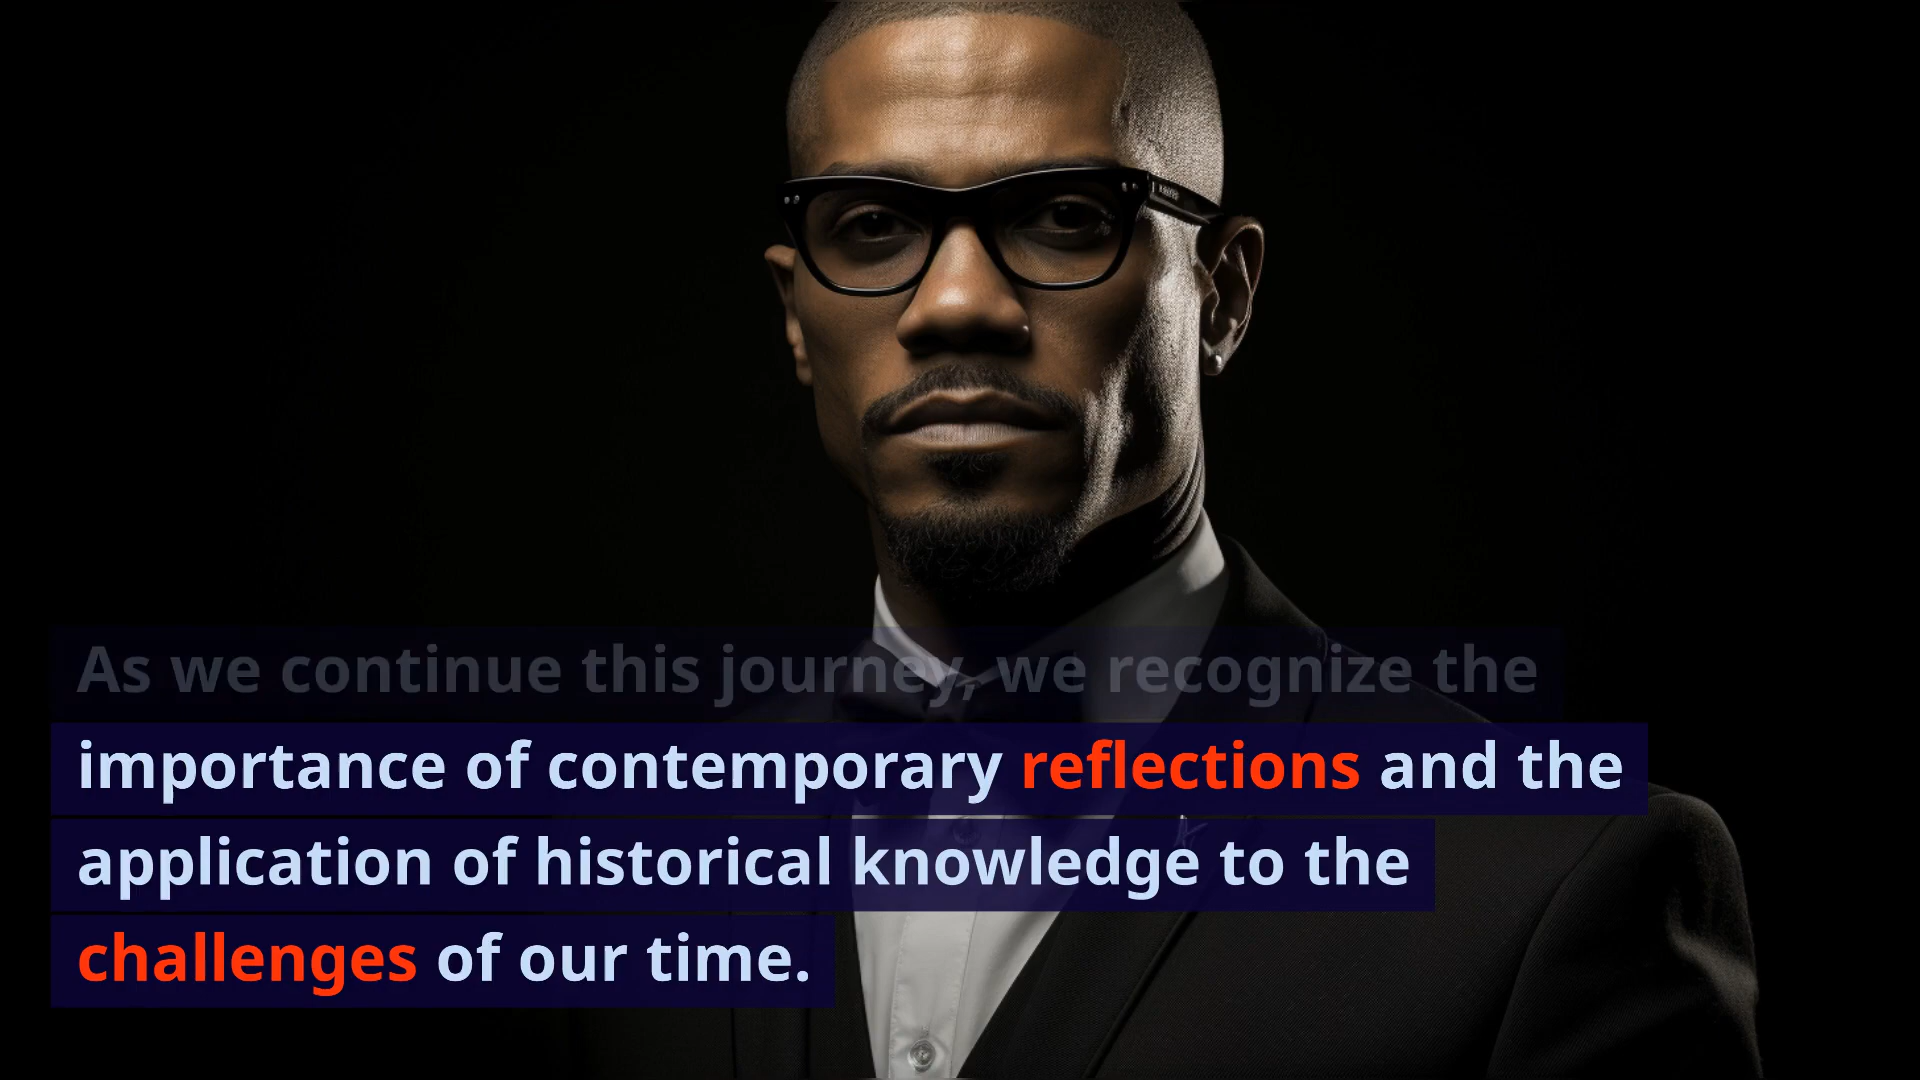 As we continue this journey, we recognize the
importance of contemporary reflections and the
application of historical knowledge to the
challenges of our time.